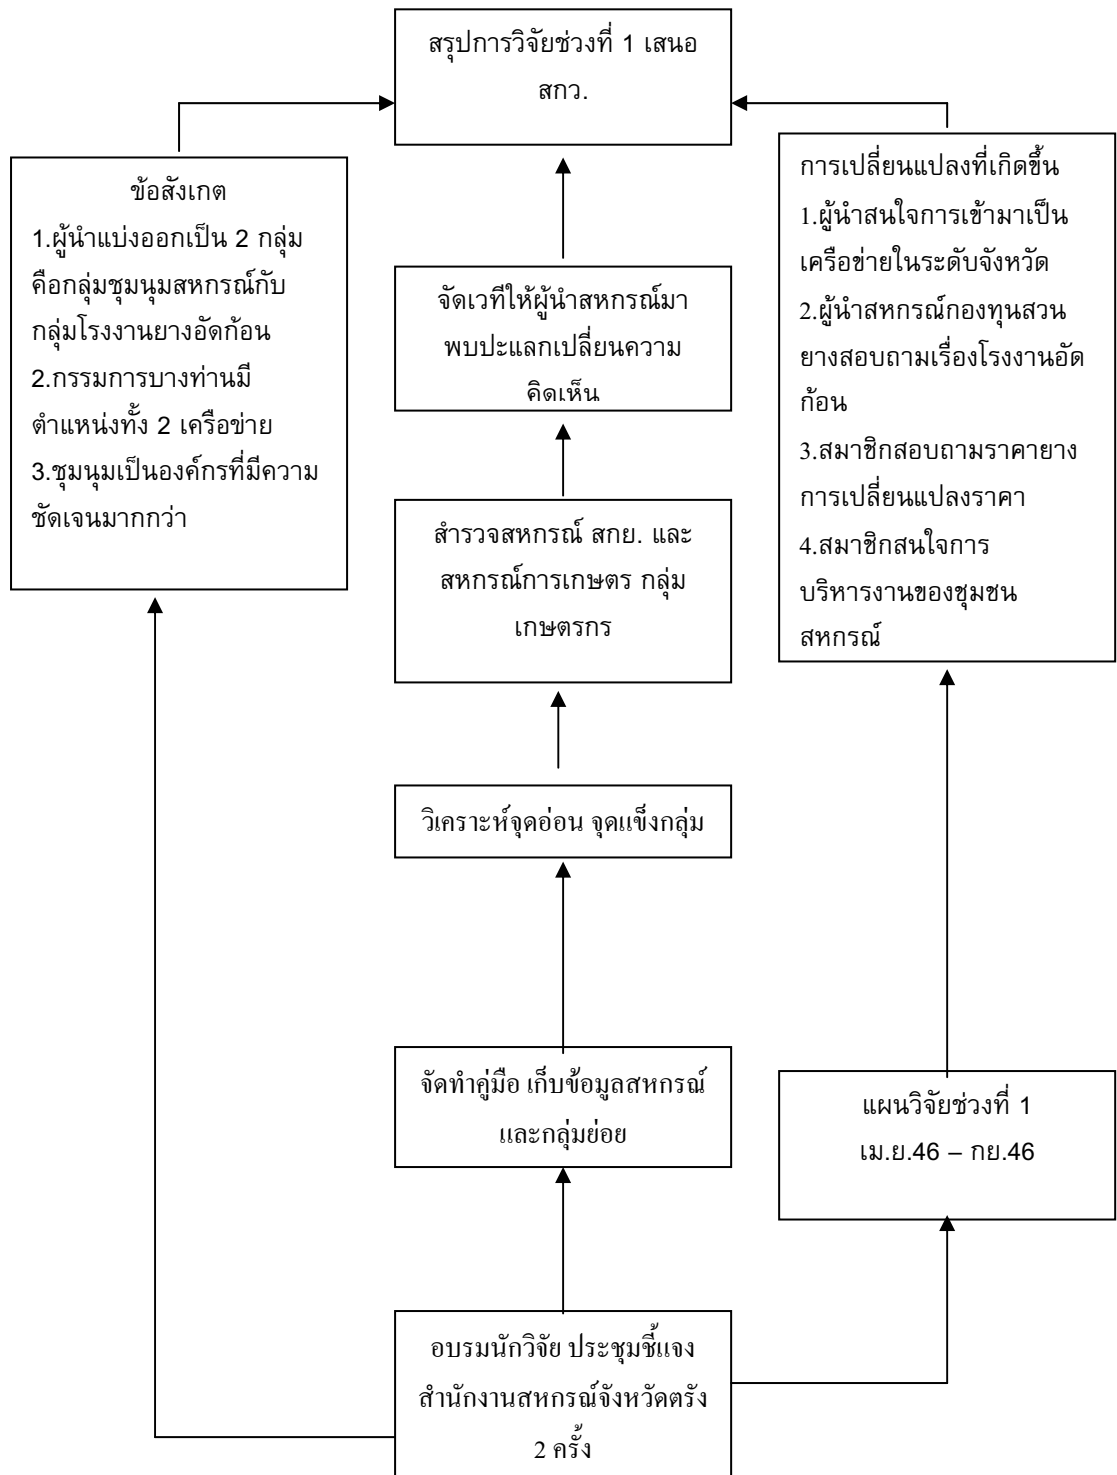 สรุปการวิจัยช่วงที่ 1 เสนอ
สกว.
ข้อสังเกต
1.ผู้นำแบ่งออกเป็น 2 กลุ่ม
คือกลุ่มชุมนุมสหกรณ์กับ
กลุ่มโรงงานยางอัดก้อน
2.กรรมการบางท่านมี
ตำแหน่งทั้ง 2 เครือข่าย
3.ชุมนุมเป็นองค์กรที่มีความ
ชัดเจนมากกว่า
การเปลี่ยนแปลงที่เกิดขึ้น
1.ผู้นำสนใจการเข้ามาเป็น
เครือข่ายในระดับจังหวัด
2.ผู้นำสหกรณ์กองทุนสวน
ยางสอบถามเรื่องโรงงานอัด
ก้อน
3.สมาชิกสอบถามราคายาง
การเปลี่ยนแปลงราคา
4.สมาชิกสนใจการ
บริหารงานของชุมชน
สหกรณ์
จัดเวทีให้ผู้นำสหกรณ์มา
พบปะแลกเปลี่ยนความ
คิดเห็น
สำรวจสหกรณ์ สกย. และ
สหกรณ์การเกษตร กลุ่ม
เกษตรกร
วิเคราะห์จุดอ่อน จุดแข็งกลุ่ม
จัดทำคู่มือ เก็บข้อมูลสหกรณ์
และกลุ่มย่อย
แผนวิจัยช่วงที่ 1
เม.ย.46 – กย.46
อบรมนักวิจัย ประชุมชี้แจง
สำนักงานสหกรณ์จังหวัดตรัง
2 ครั้ง